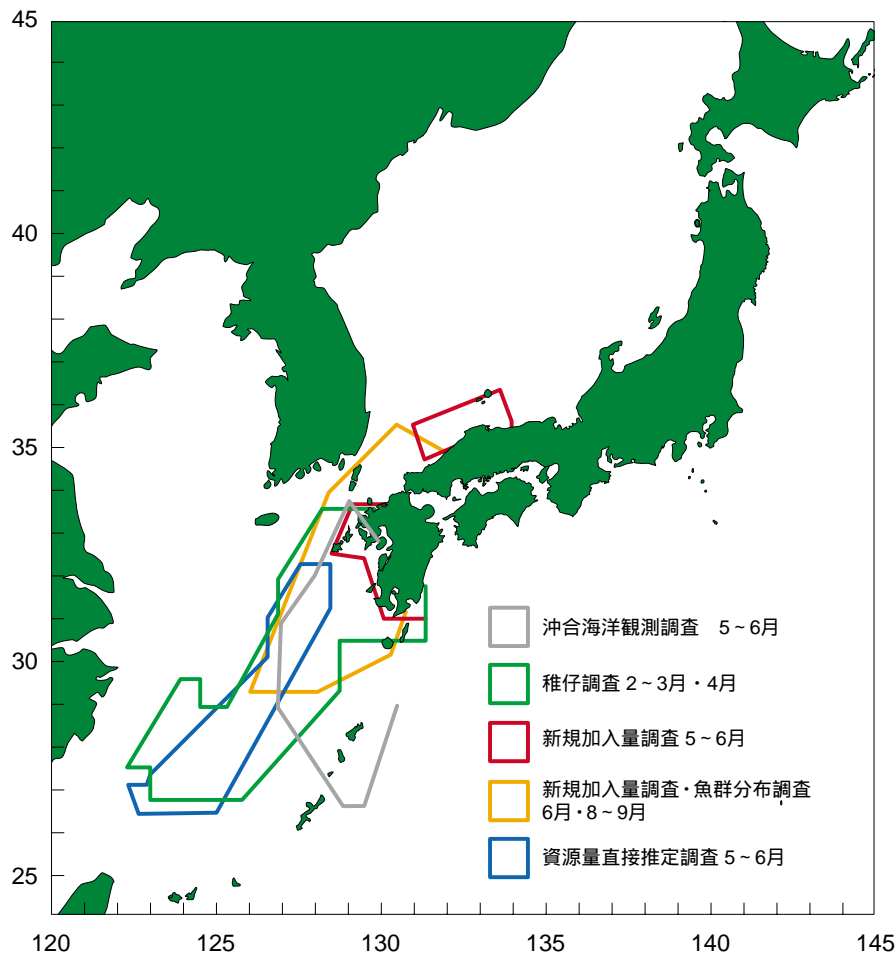 45
40
35
30
25
沖合海洋観測調査　5~6月
稚仔調査 2~3月・4月
新規加入量調査 5~6月
新規加入量調査・魚群分布調査
6月・8~9月
資源量直接推定調査 5~6月
120 125 130 135 140 145